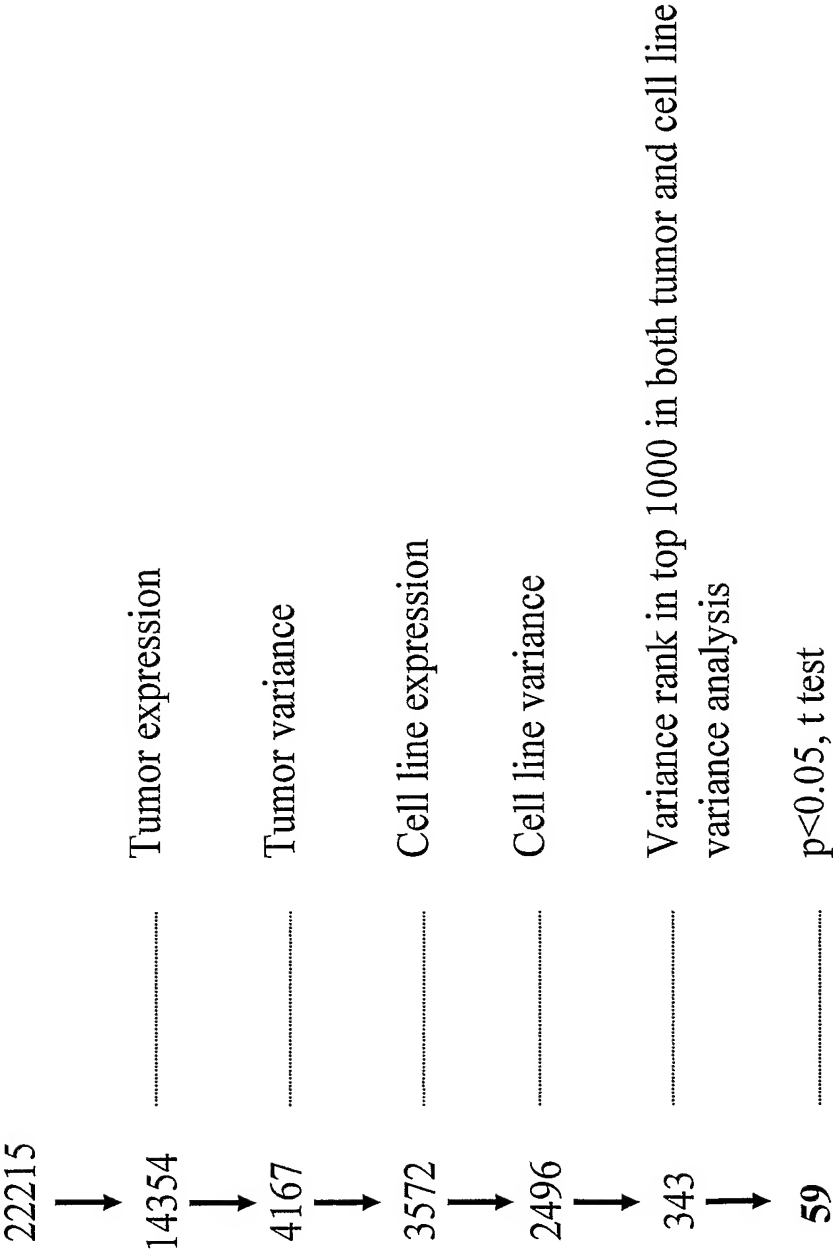 22215
14354 Tumor expression
4167 Tumor variance
3572 Cell line expression
2496 Cell line variance
343 Variance rank in top 1000 in both tumor and cell line
variance analysis
59 p<0.05, t test